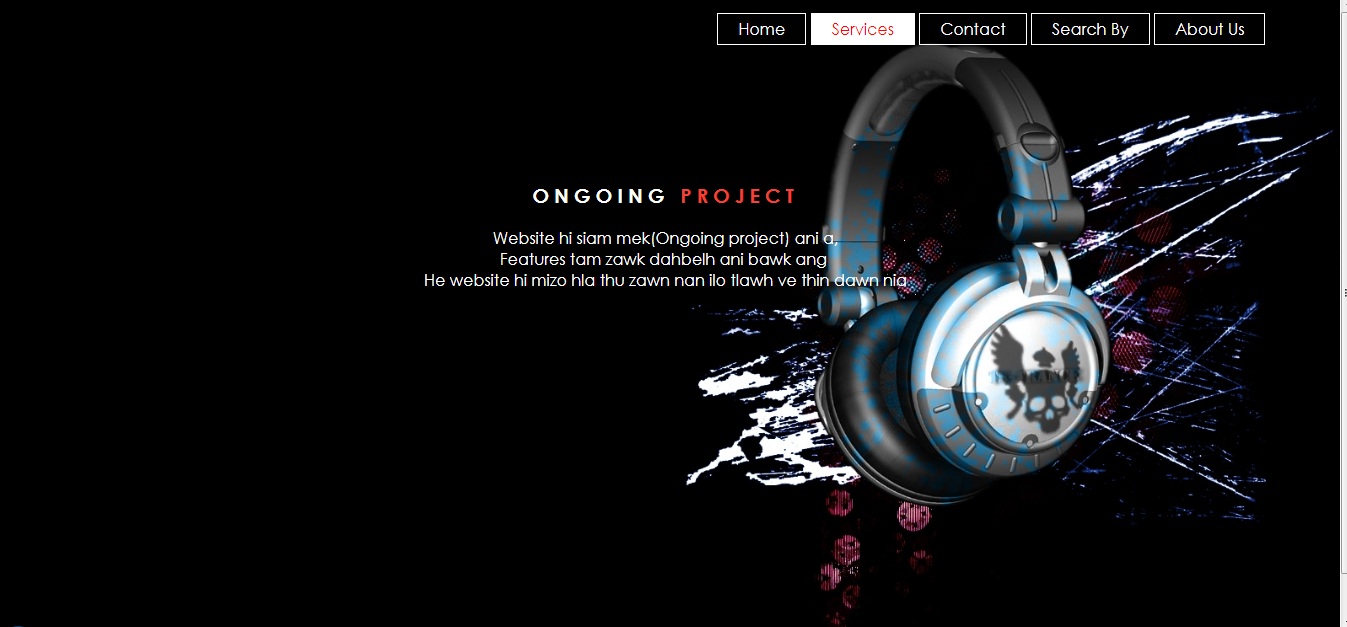 Home Services Contact Search By About Us
ONGOING PROJECT
Website hi siam mek(Ongoing project) ani a,
Features tam zawk dahbelh ani bawk ang
He website hi mizo hla thu zawn nan ilo tlawh ve thin dawn nia